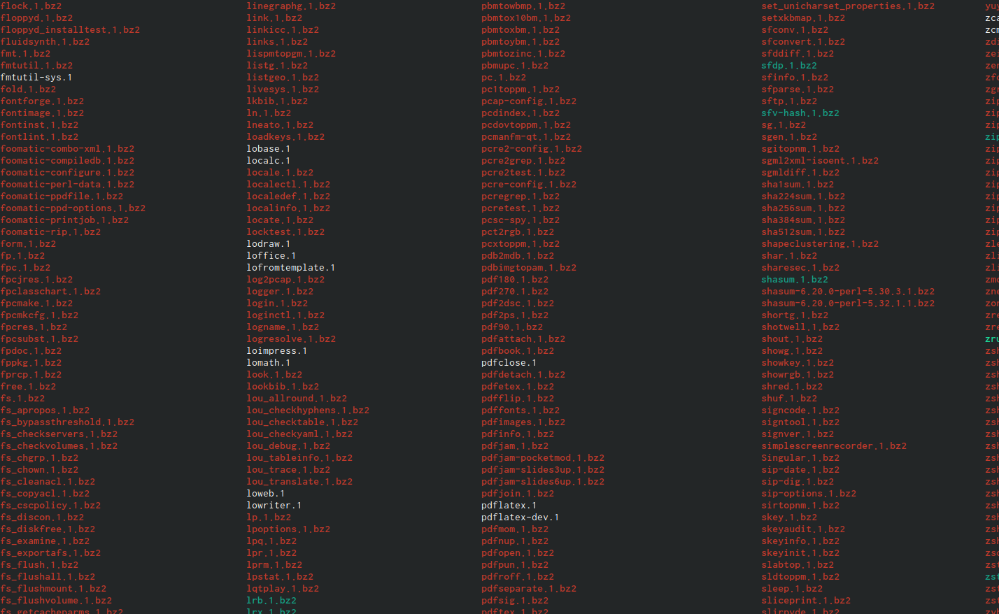 flock.1.bz2 linegraphg.1.bz2 pbmtowbmp.1.bz2 set_unicharset_properties.1.bz2
floppyd.1.bz2 link.1.bz2 pbmtox10bm.1.bz2 setxkbmap.1.bz2
floppyd_installtest.1.bz2 linkicc.1.bz2 pbmtoxbm.1.bz2 sfconv.1.bz2
fluidsynth.1.bz2 links.1.bz2 pbmtoybm.1.bz2 sfconvert.1.bz2
fmt.1.bz2 lispmtopgm.1.bz2 pbmtozinc.1.bz2 sfddiff.1.bz2
fmtutil.1.bz2 listg.1.bz2 pbmupc.1.bz2 sfdp.1.bz2
fmtutil-sys.1 listgeo.1.bz2 pc.1.bz2 sfinfo.1.bz2
fold.1.bz2 livesys.1.bz2 pc1toppm.1.bz2 sfparse.1.bz2
fontforge.1.bz2 lkbib.1.bz2 pcap-config.1.bz2 sftp.1.bz2
fontimage.1.bz2 ln.1.bz2 pcdindex.1.bz2 sfv-hash.1.bz2
fontinst.1.bz2 lneato.1.bz2 pcdovtoppm.1.bz2 sg.1.bz2
fontlint.1.bz2 loadkeys.1.bz2 pcmanfm-qt.1.bz2 sgen.1.bz2
foomatic-combo-xml.1.bz2 lobase.1 pcre2-config.1.bz2 sgitopnm.1.bz2
foomatic-compiledb.1.bz2 localc.1 pcre2grep.1.bz2 sgml2xml-isoent.1.bz2
foomatic-configure.1.bz2 locale.1.bz2 pcre2test.1.bz2 sgmldiff.1.bz2
foomatic-perl-data.1.bz2 localectl.1.bz2 pcre-config.1.bz2 sha1sum.1.bz2
foomatic-ppdfile.1.bz2 localedef.1.bz2 pcregrep.1.bz2 sha224sum.1.bz2
foomatic-ppd-options.1.bz2 localinfo.1.bz2 pcretest.1.bz2 sha256sum.1.bz2
foomatic-printjob.1.bz2 locate.1.bz2 pcsc-spy.1.bz2 sha384sum.1.bz2
foomatic-rip.1.bz2 locktest.1.bz2 pct2rgb.1.bz2 sha512sum.1.bz2
form.1.bz2 lodraw.1 pcxtoppm.1.bz2 shapeclustering.1.bz2
fp.1.bz2 loffice.1 pdb2mdb.1.bz2 shar.1.bz2
fpc.1.bz2 lofromtemplate.1 pdbimgtopam.1.bz2 sharesec.1.bz2
fpcjres.1.bz2 log2pcap.1.bz2 pdf180.1.bz2 shasum.1.bz2
fpclasschart.1.bz2 logger.1.bz2 pdf270.1.bz2 shasum-6.20.0-perl-5.30.3.1.bz2
fpcmake.1.bz2 login.1.bz2 pdf2dsc.1.bz2 shasum-6.20.0-perl-5.32.1.1.bz2
fpcmkcfg.1.bz2 loginctl.1.bz2 pdf2ps.1.bz2 shortg.1.bz2
fpcres.1.bz2 logname.1.bz2 pdf90.1.bz2 shotwell.1.bz2
fpcsubst.1.bz2 logresolve.1.bz2 pdfattach.1.bz2 shout.1.bz2
fpdoc.1.bz2 loimpress.1 pdfbook.1.bz2 showg.1.bz2
fppkg.1.bz2 lomath.1 pdfclose.1 showkey.1.bz2
fprcp.1.bz2 look.1.bz2 pdfdetach.1.bz2 showrgb.1.bz2
free.1.bz2 lookbib.1.bz2 pdfetex.1.bz2 shred.1.bz2
fs.1.bz2 lou_allround.1.bz2 pdfflip.1.bz2 shuf.1.bz2
fs_apropos.1.bz2 lou_checkhyphens.1.bz2 pdffonts.1.bz2 signcode.1.bz2
fs_bypassthreshold.1.bz2 lou_checktable.1.bz2 pdfimages.1.bz2 signtool.1.bz2
fs_checkservers.1.bz2 lou_checkyaml.1.bz2 pdfinfo.1.bz2 signver.1.bz2
fs_checkvolumes.1.bz2 lou_debug.1.bz2 pdfjam.1.bz2 simplescreenrecorder.1.bz2
fs_chgrp.1.bz2 lou_tableinfo.1.bz2 pdfjam-pocketmod.1.bz2 Singular.1.bz2
fs_chown.1.bz2 lou_trace.1.bz2 pdfjam-slides3up.1.bz2 sip-date.1.bz2
fs_cleanacl.1.bz2 lou_translate.1.bz2 pdfjam-slides6up.1.bz2 sip-dig.1.bz2
fs_copyacl.1.bz2 loweb.1 pdfjoin.1.bz2 sip-options.1.bz2
fs_cscpolicy.1.bz2 lowriter.1 pdflatex.1 sirtopnm.1.bz2
fs_discon.1.bz2 lp.1.bz2 pdflatex-dev.1 skey.1.bz2
fs_diskfree.1.bz2 lpoptions.1.bz2 pdfmom.1.bz2 skeyaudit.1.bz2
fs_examine.1.bz2 lpq.1.bz2 pdfnup.1.bz2 skeyinfo.1.bz2
fs_exportafs.1.bz2 lpr.1.bz2 pdfopen.1.bz2 skeyinit.1.bz2
fs_flush.1.bz2 lprm.1.bz2 pdfpun.1.bz2 slabtop.1.bz2
fs_flushall.1.bz2 lpstat.1.bz2 pdfroff.1.bz2 sldtoppm.1.bz2
fs_flushmount.1.bz2 lqtplay.1.bz2 pdfseparate.1.bz2 sleep.1.bz2
fs_flushvolume.1.bz2 lrb.1.bz2 pdfsig.1.bz2 sliceprint.1.bz2
fs_getcacheparms.1.bz2 lrx.1.bz2 pdftex.1.bz2 slirpvde.1.bz2